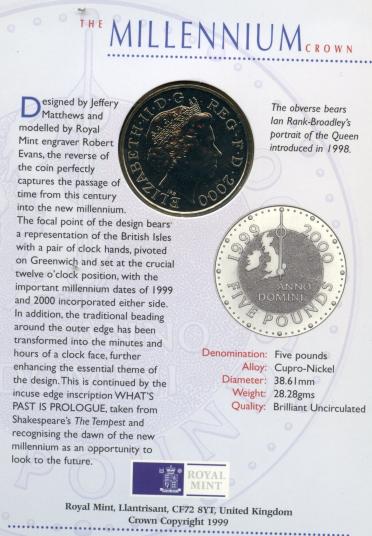 THE MILLENNIUM CROWN
Designed by Jeffery
Matthews and
modelled by Royal
Mint engraver Robert
Evans, the reverse of
the coin perfectly
captures the passage of
time from this century
into the new millennium.
The focal point of the design bears
a representation of the British Isles
with a pair of clock hands, pivoted
on Greenwich and set at the crucial
twelve o'clock position, with the
important millennium dates of 1999
and 2000 incorporated either side.
In addition, the traditional beading
around the outer edge has been
transformed into the minutes and
hours of a clock face, further
enhancing the essential theme of
the design. This is continued by the
incuse edge inscription WHAT'S
PAST IS PROLOGUE, taken from
Shakespeare's The Tempest and
recognising the dawn of the new
millennium as an opportunity to
look to the future.
ELIZABETH·II·D·G REG·F·D·2000
The obverse bears
Ian Rank-Broadley's
portrait of the Queen
introduced in 1998.
1999 2000
ANNO
DOMINI
FIVE POUNDS
Denomination: Five pounds
Alloy: Cupro-Nickel
Diameter: 38.61mm
Weight: 28.28gms
Quality: Brilliant Uncirculated
ROYAL
MINT
Royal Mint, Llantrisant, CF72 8YT, United Kingdom
Crown Copyright 1999